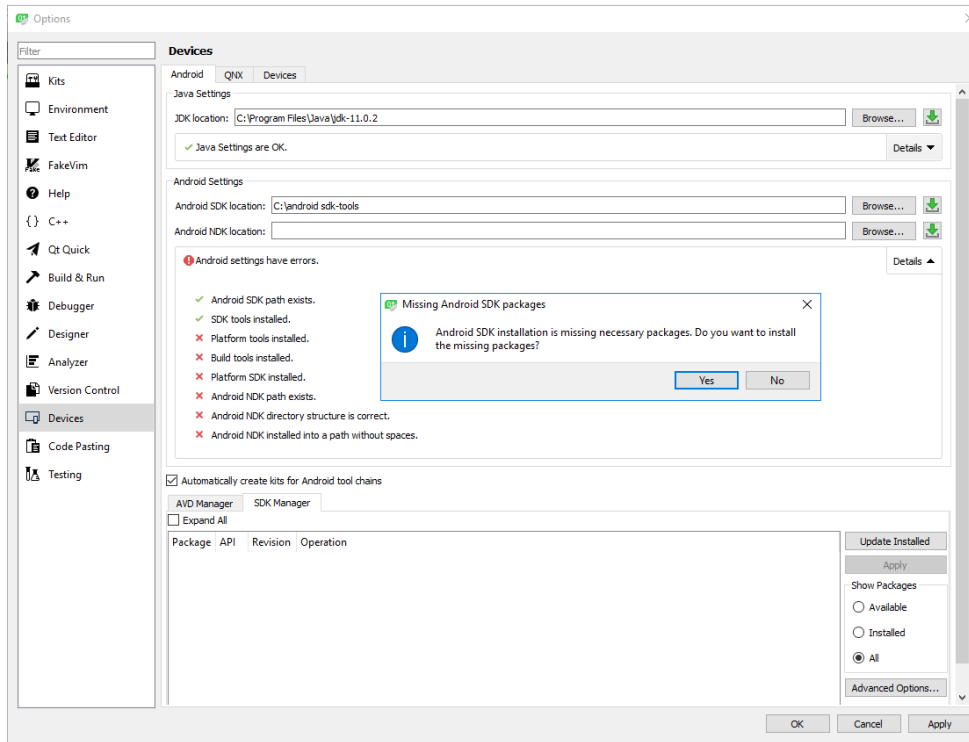 Options
Filter
Kits
Environment
Text Editor
FakeVim
Help
{ } C++
Qt Quick
Build & Run
Debugger
Designer
Analyzer
Version Control
Devices
Code Pasting
Testing
Devices
Android QNX Devices
Java Settings
JDK location: C:\Program Files\Java\jdk-11.0.2 Browse...
Java Settings are OK. Details
Android Settings
Android SDK location: C:\android sdk-tools Browse...
Android NDK location: Browse...
Android settings have errors. Details
Android SDK path exists.
SDK tools installed.
Platform tools installed.
Build tools installed.
Platform SDK installed.
Android NDK path exists.
Android NDK directory structure is correct.
Android NDK installed into a path without spaces.
Missing Android SDK packages
Android SDK installation is missing necessary packages. Do you want to install
the missing packages?
Yes No
Automatically create kits for Android tool chains
AVD Manager SDK Manager
Expand All
Package API Revision Operation
Update Installed
Apply
Show Packages
Available
Installed
All
Advanced Options...
OK Cancel Apply